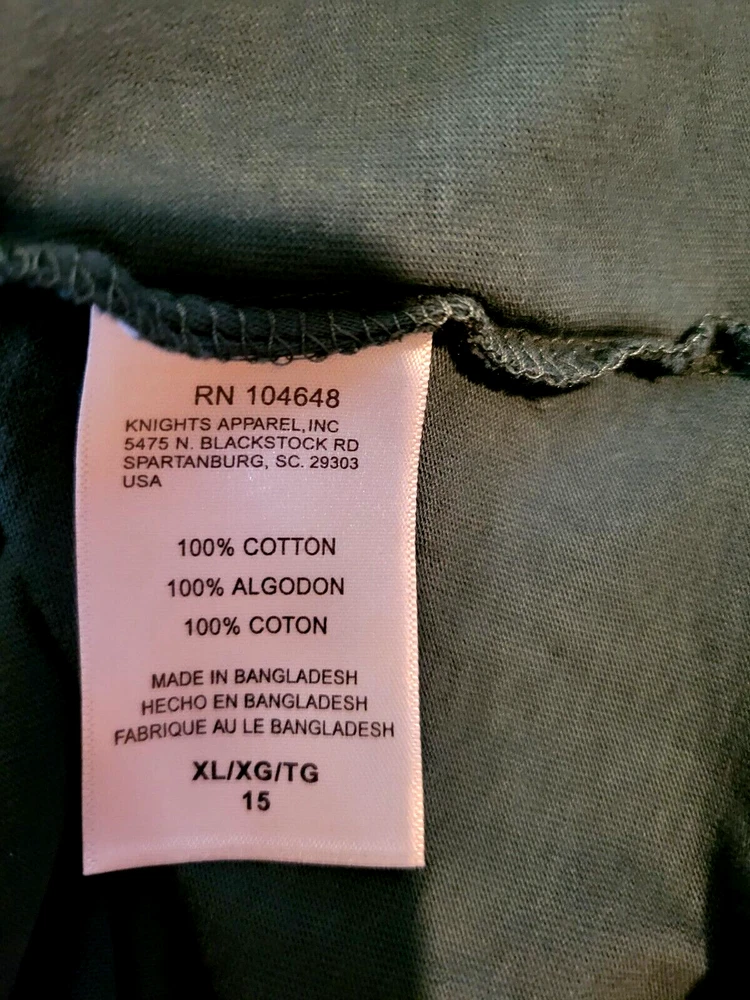 RN 104648
KNIGHTS APPAREL,INC
5475 N. BLACKSTOCK RD
SPARTANBURG, SC. 29303
USA
100% COTTON
100% ALGODON
100% COTON
MADE IN BANGLADESH
HECHO EN BANGLADESH
FABRIQUE AU LE BANGLADESH
XL/XG/TG
15